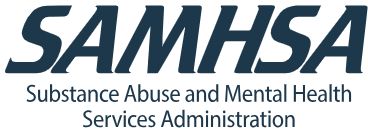 SAMHSA
Substance Abuse and Mental Health
Services Administration